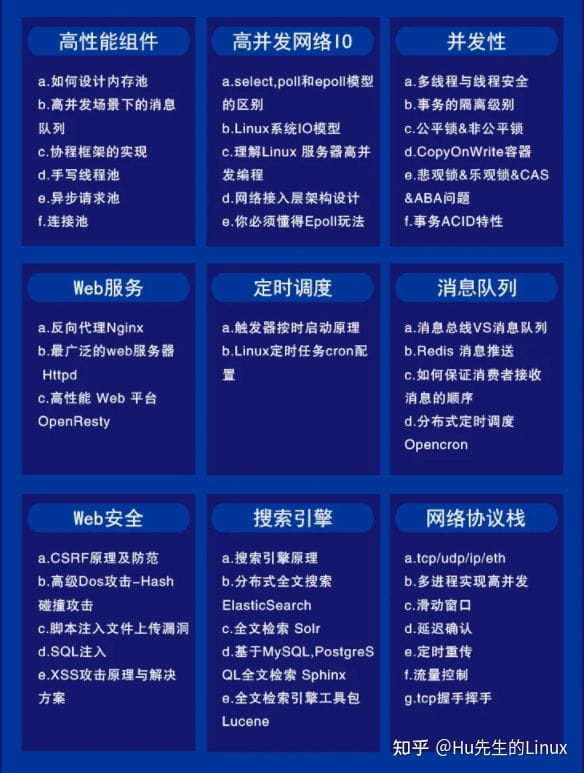 高性能组件
a.如何设计内存池
b.高并发场景下的消息
队列
c.协程框架的实现
d.手写线程池
e.异步请求池
f.连接池
高并发网络IO
a.select,poll和epoll模型
的区别
b.Linux系统IO模型
c.理解Linux 服务器高并
发编程
d.网络接入层架构设计
e.你必须懂得Epoll玩法
并发性
a.多线程与线程安全
b.事务的隔离级别
c.公平锁&非公平锁
d.CopyOnWrite容器
e.悲观锁&乐观锁&CAS
&ABA问题
f.事务ACID特性
Web服务
a.反向代理Nginx
b.最广泛的web服务器
Httpd
c.高性能 Web 平台
OpenResty
定时调度
a.触发器按时启动原理
b.Linux定时任务cron配
置
消息队列
a.消息总线VS消息队列
b.Redis 消息推送
c.如何保证消费者接收
消息的顺序
d.分布式定时调度
Opencron
Web安全
a.CSRF原理及防范
b.高级Dos攻击-Hash
碰撞攻击
c.脚本注入文件上传漏洞
d.SQL注入
e.XSS攻击原理与解决
方案
搜索引擎
a.搜索引擎原理
b.分布式全文搜索
ElasticSearch
c.全文检索 Solr
d.基于MySQL,PostgreS
QL全文检索 Sphinx
e.全文检索引擎工具包
Lucene
网络协议栈
a.tcp/udp/ip/eth
b.多进程实现高并发
c.滑动窗口
d.延迟确认
e.定时重传
f.流量控制
g.tcp握手挥手
知乎 @Hu先生的Linux